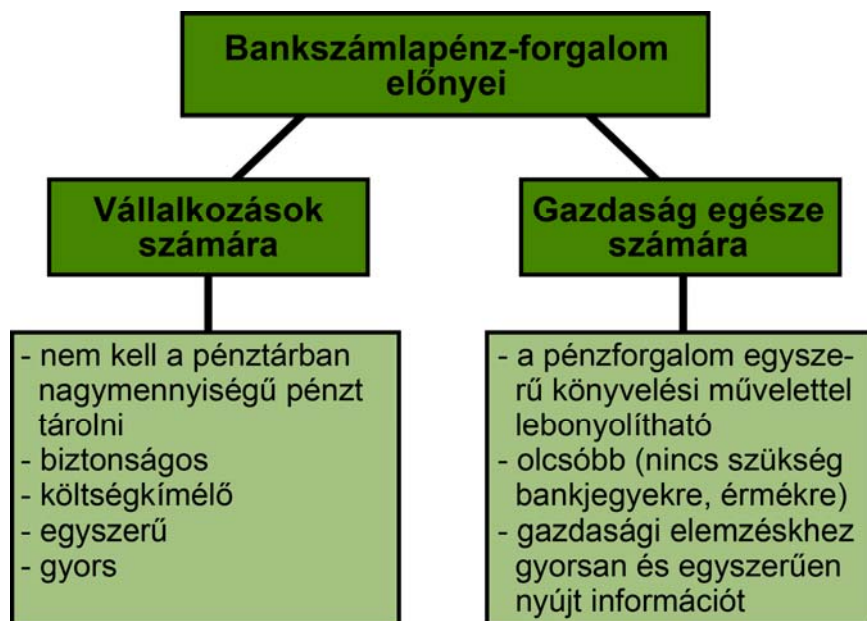 Bankszámlapénz-forgalom
előnyei
Vállalkozások
számára
- nem kell a pénztárban
nagymennyiségű pénzt
tárolni
- biztonságos
- költségkímélő
- egyszerű
- gyors
Gazdaság egésze
számára
- a pénzforgalom egysze-
rű könyvelési művelettel
lebonyolítható
- olcsóbb (nincs szükség
bankjegyekre, érmékre)
- gazdasági elemzéskhez
gyorsan és egyszerűen
nyújt információt